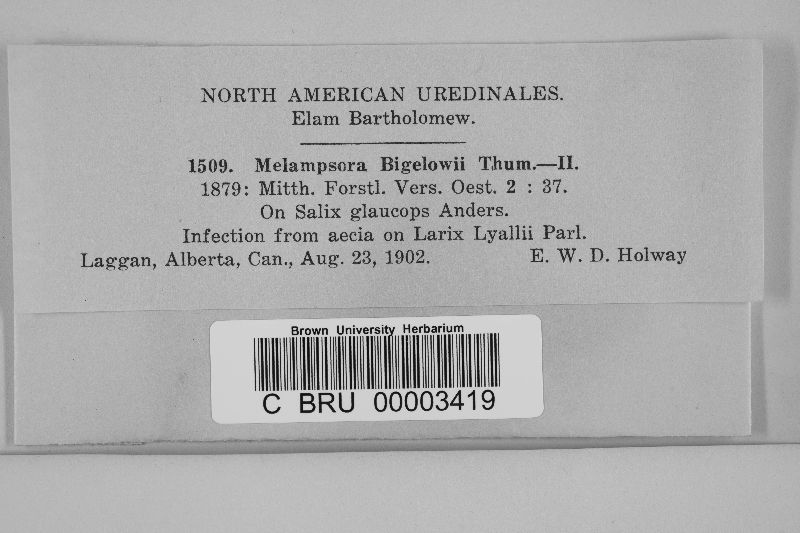 NORTH AMERICAN UREDINALES.
Elam Bartholomew.
1509. Melampsora Bigelowii Thum.—II.
1879: Mitth. Forstl. Vers. Oest. 2 : 37.
On Salix glaucops Anders.
Infection from aecia on Larix Lyallii Parl.
Laggan, Alberta, Can., Aug. 23, 1902. E. W. D. Holway
Brown University Herbarium
C BRU 00003419